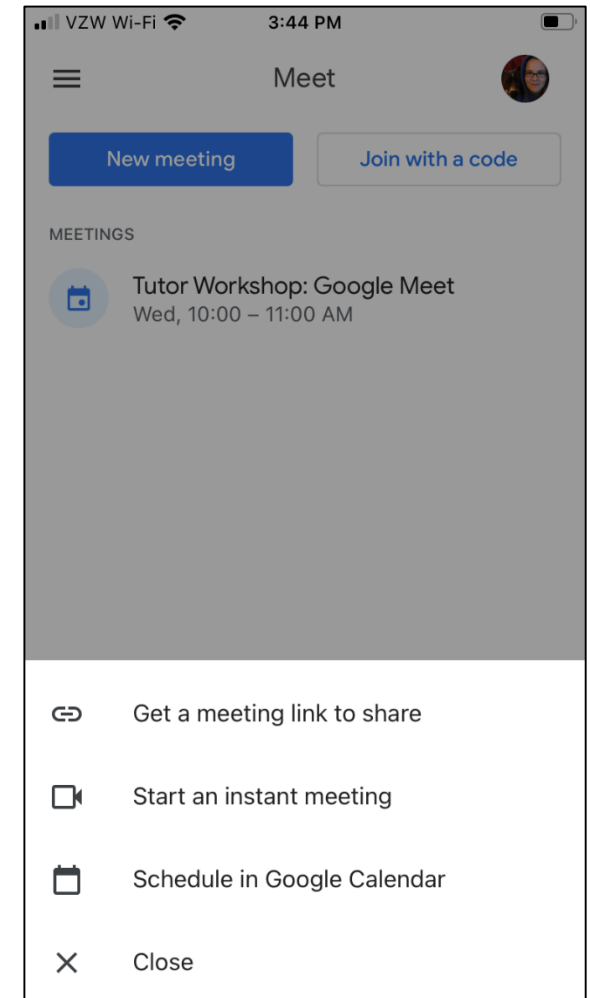 VZW Wi-Fi 3:44 PM
Meet
New meeting Join with a code
MEETINGS
Tutor Workshop: Google Meet
Wed, 10:00 – 11:00 AM
Get a meeting link to share
Start an instant meeting
Schedule in Google Calendar
Close